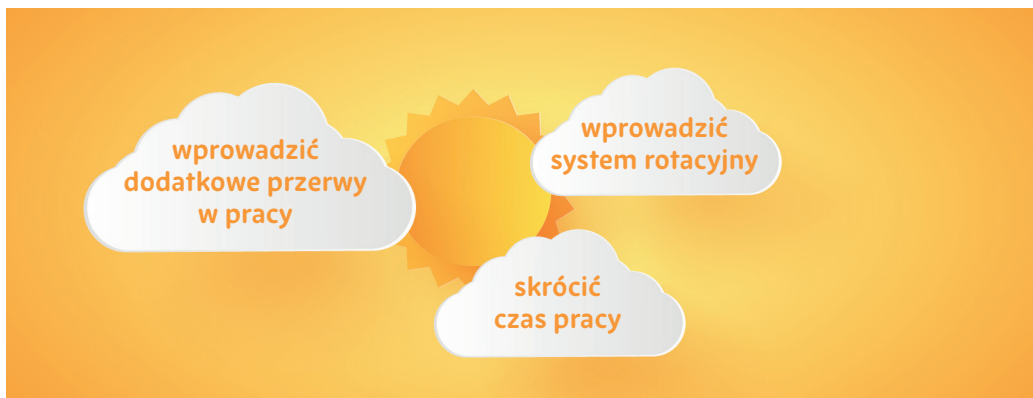 wprowadzić
dodatkowe przerwy
w pracy
wprowadzić
system rotacyjny
skrócić
czas pracy